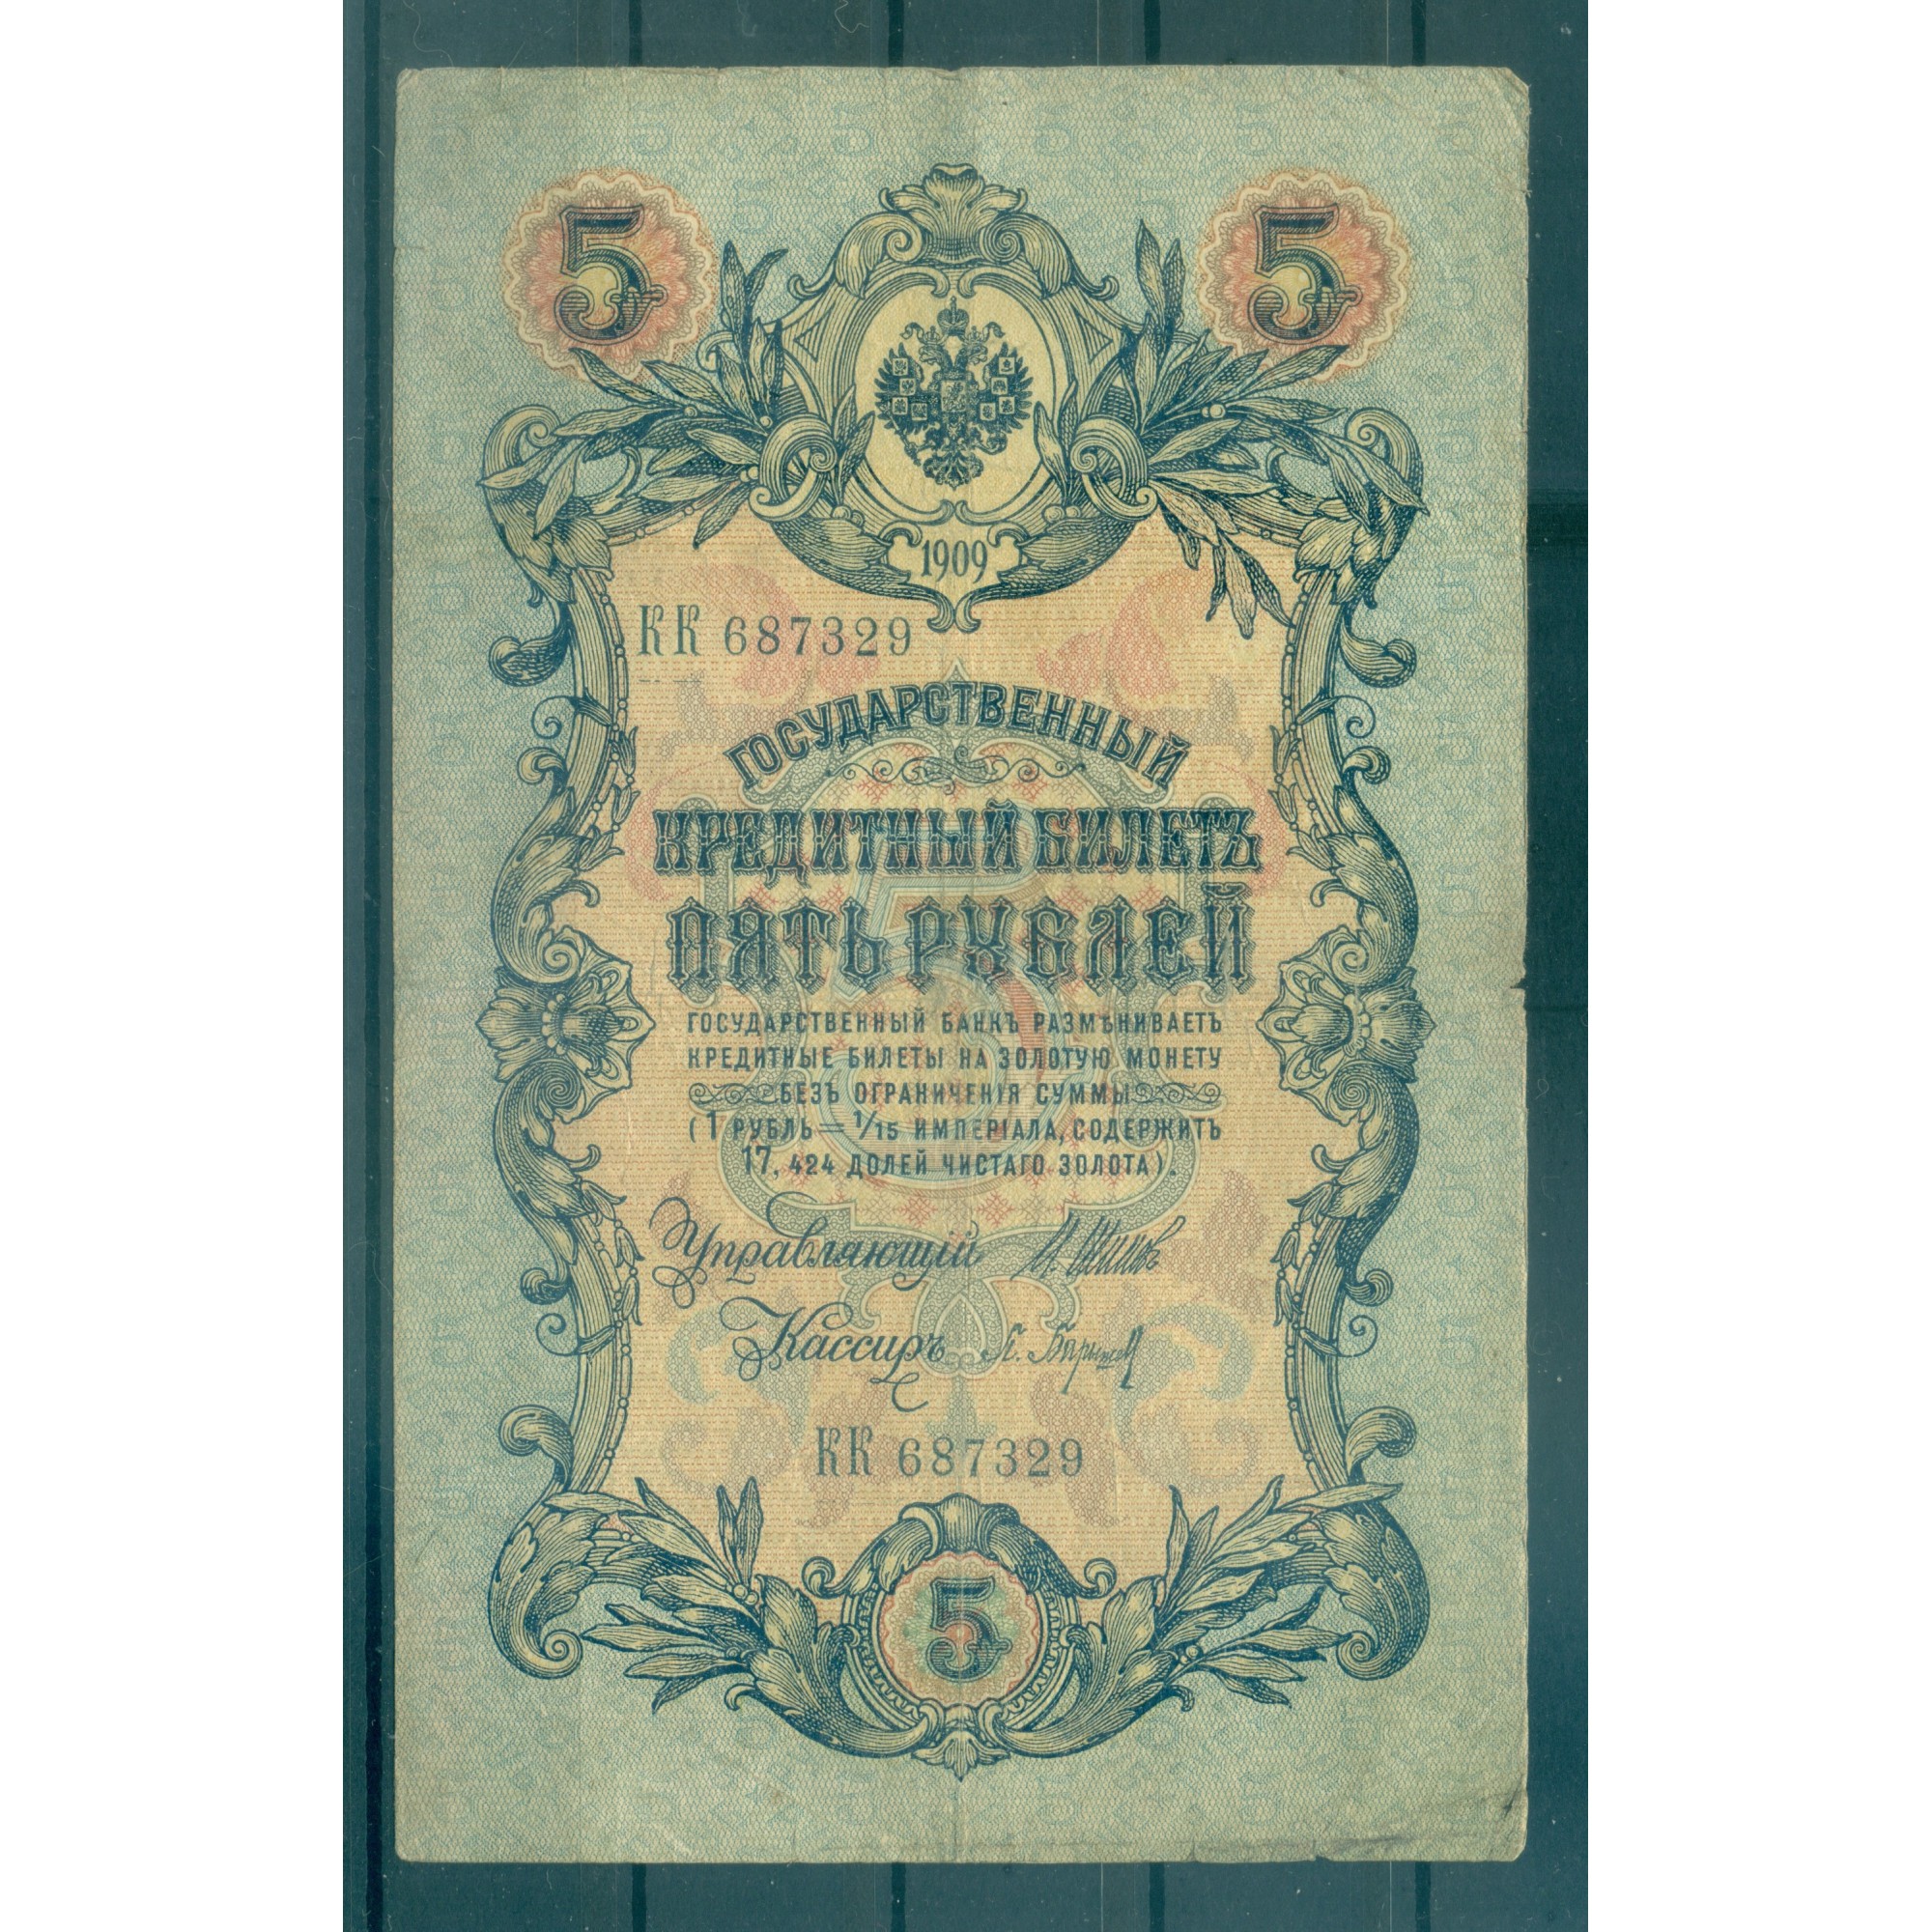 5 5
1909
КК 687329
ГОСУДАРСТВЕННЫЙ
КРЕДИТНЫЙ БИЛЕТЪ
ПЯТЬ РУБЛЕЙ
ГОСУДАРСТВЕННЫЙ БАНКЪ РАЗМѢНИВАЕТЪ
КРЕДИТНЫЕ БИЛЕТЫ НА ЗОЛОТУЮ МОНЕТУ
БЕЗЪ ОГРАНИЧЕНІЯ СУММЫ
(1 РУБЛЬ = 1/15 ИМПЕРІАЛА, СОДЕРЖИТЪ
17,424 ДОЛЕЙ ЧИСТАГО ЗОЛОТА).
Управляющій И. Шиповъ
Кассиръ
КК 687329
5